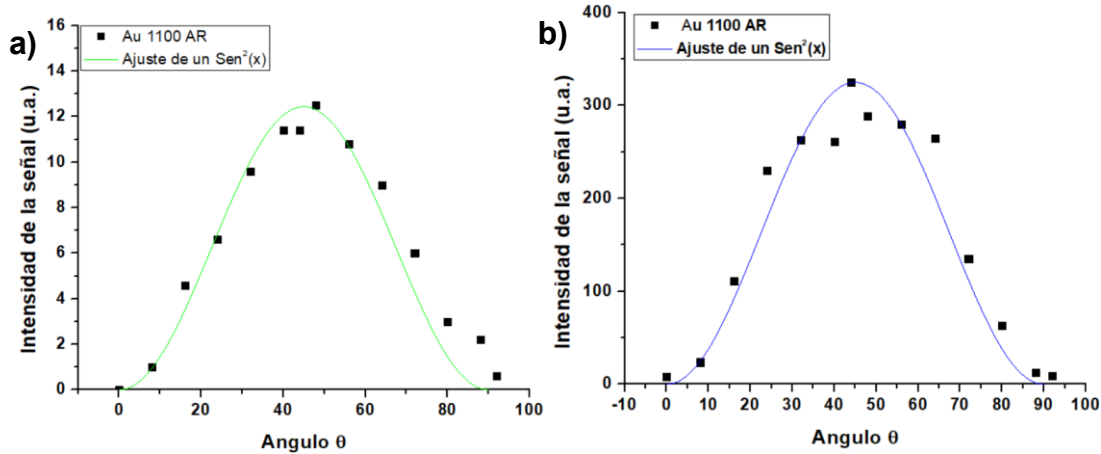 a)
Au 1100 AR
Ajuste de un Sen²(x)
Intensidad de la señal (u.a.)
16
14
12
10
8
6
4
2
0
0 20 40 60 80 100
Angulo θ
b)
Au 1100 AR
Ajuste de un Sen²(x)
Intensidad de la señal (u.a.)
400
300
200
100
0
-10 0 10 20 30 40 50 60 70 80 90 100
Angulo θ